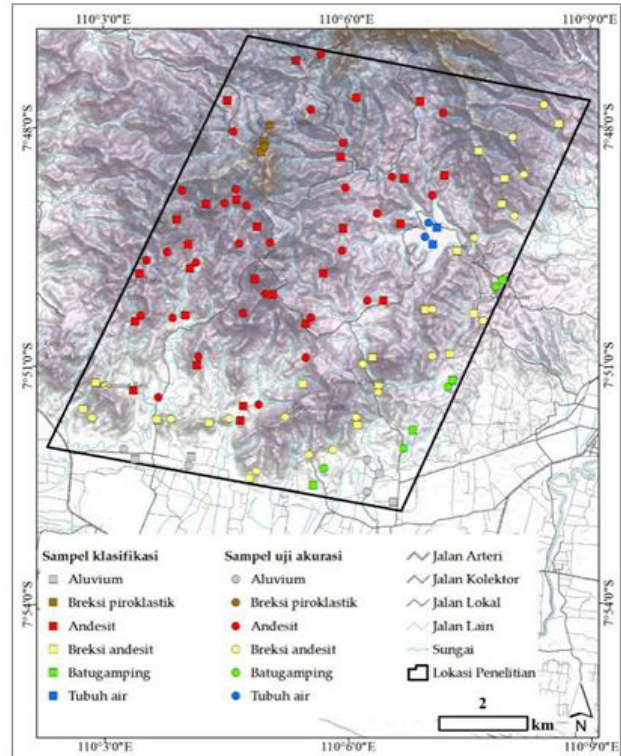 110°3'0"E 110°6'0"E 110°9'0"E
7°48'0"S
7°48'0"S
7°51'0"S
7°51'0"S
7°54'0"S
7°54'0"S
Sampel klasifikasi
Aluvium
Breksi piroklastik
Andesit
Breksi andesit
Batugamping
Tubuh air
Sampel uji akurasi
Aluvium
Breksi piroklastik
Andesit
Breksi andesit
Batugamping
Tubuh air
Jalan Arteri
Jalan Kolektor
Jalan Lokal
Jalan Lain
Sungai
Lokasi Penelitian
2
km
N
110°3'0"E 110°6'0"E 110°9'0"E